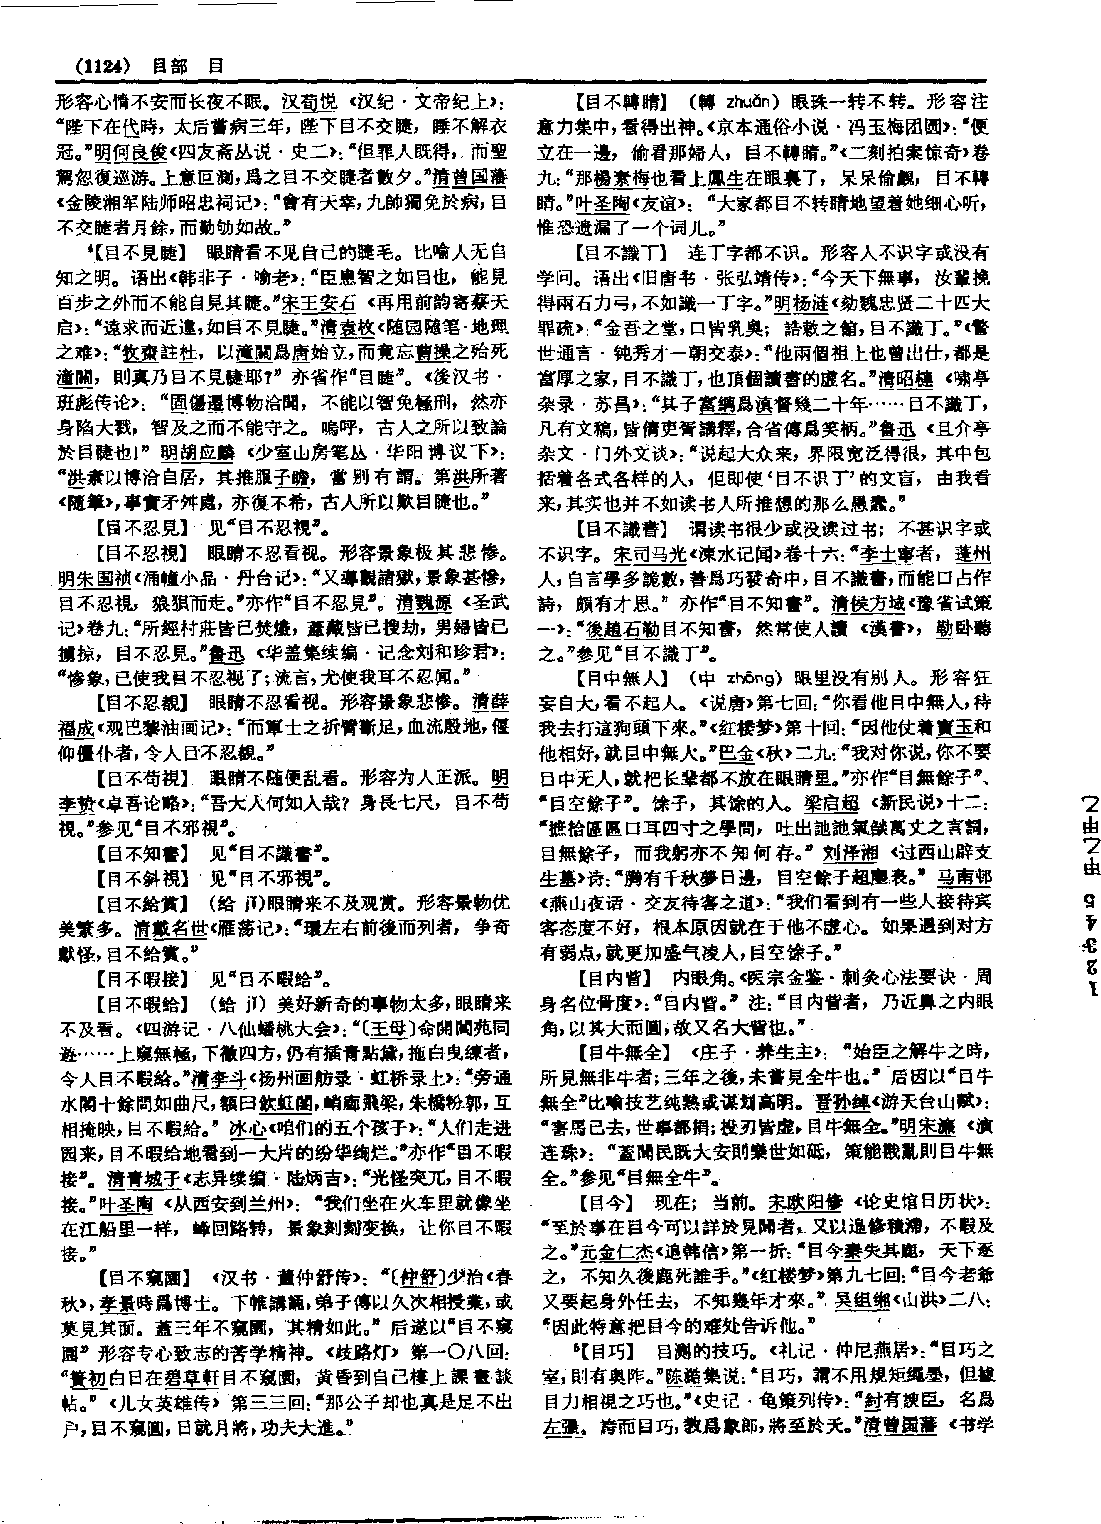 (1124) 目部 目
形容心情不安而长夜不眠。汉荀悦《汉纪·文帝纪上》:
“陛下在代時，太后嘗病三年，陛下目不交睫，睡不解衣
冠。”明何良俊《四友斋丛说·史二》:“但罪人既得，而聖
駕忽復巡游。上意叵測，爲之目不交睫者數夕。”清曾国藩
《金陵湘军陆师昭忠祠记》:“會有天幸，九帥獨免於病，目
不交睫者月餘，而勤劬如故。”
【目不見睫】 眼睛看不见自己的睫毛。比喻人无自
知之明。语出《韩非子·喻老》:“臣患智之如目也，能見
百步之外而不能自見其睫。”宋王安石《再用前韵寄蔡天
启》:“遠求而近遺，如目不見睫。”清袁枚《随园随笔·地理
之难》:“牧齋註杜，以潼關爲唐始立，而竟忘曹操之殆死
潼關，則真乃目不見睫耶?”亦省作“目睫”。《後汉书·
班彪传论》:“固傷遷博物洽聞，不能以智免極刑，然亦
身陷大戮，智及之而不能守之。嗚呼，古人之所以致論
於目睫也!”明胡应麟《少室山房笔丛·华阳博议下》:
“洪素以博洽自居，其推服子瞻，當别有謂。第洪所著
《隨筆》，事實矛舛處，亦復不希，古人所以歎目睫也。”
【目不忍見】 见“目不忍視”。
【目不忍視】 眼睛不忍看视。形容景象极其悲惨。
明朱国祯《涌幢小品·丹台记》:“又導觀諸獄，景象甚慘，
目不忍視，狼狽而走。”亦作“目不忍見”。清魏源《圣武
记》卷九:“所經村莊皆已焚燬，蓋藏皆已搜劫，男婦皆已
擄掠，目不忍見。”鲁迅《华盖集续编·记念刘和珍君》:
“惨象，已使我目不忍视了；流言，尤使我耳不忍闻。”
【目不忍覩】 眼睛不忍看视。形容景象悲惨。清薛
福成《观巴黎油画记》:“而軍士之折臂斷足，血流殷地，偃
仰僵仆者，令人目不忍覩。”
【目不苟視】 眼睛不随便乱看。形容为人正派。明
李贽《卓吾论略》:“吾大人何如人哉?身長七尺，目不苟
視。”参见“目不邪視”。
【目不知書】 见“目不識書”。
【目不斜視】 见“目不邪視”。
【目不給賞】 (给 jǐ)眼睛来不及观赏。形容景物优
美繁多。清戴名世《雁荡记》:“環左右前後而列者，争奇
獻怪，目不給賞。”
【目不暇接】 见“目不暇給”。
【目不暇給】 (给 jǐ) 美好新奇的事物太多，眼睛来
不及看。《四游记·八仙蟠桃大会》:“〔王母〕命開閬苑同
遊……上窺無極，下徹四方，仍有插青點黛，拖白曳練者，
令人目不暇給。”清李斗《扬州画舫录·虹桥录上》:“旁通
水閣十餘間如曲尺，額曰飲虹閣，峭廊飛梁，朱橋粉郭，互
相掩映，目不暇給。”冰心《咱们的五个孩子》:“人们走进
园来，目不暇给地看到一大片的纷华绚烂。”亦作“目不暇
接”。清青城子《志异续编·陆炳吉》:“光怪突兀，目不暇
接。”叶圣陶《从西安到兰州》:“我们坐在火车里就像坐
在江船里一样，峰回路转，景象刻刻变换，让你目不暇
接。”
【目不窺園】 《汉书·董仲舒传》:“〔仲舒〕少治《春
秋》，孝景時爲博士。下帷講誦，弟子傳以久次相授業，或
莫見其面。蓋三年不窺園，其精如此。”后遂以“目不窺
園”形容专心致志的苦学精神。《歧路灯》第一〇八回:
“簣初白日在碧草軒目不窺園，黄昏到自己樓上課畫談
帖。”《儿女英雄传》第三三回:“那公子却也真是足不出
户，目不窺園，日就月將，功夫大進。”
【目不轉睛】 (轉 zhuǎn) 眼珠一转不转。形容注
意力集中，看得出神。《京本通俗小说·冯玉梅团圆》:“便
立在一邊，偷看那婦人，目不轉睛。”《二刻拍案惊奇》卷
九:“那楊素梅也看上鳳生在眼裏了，呆呆偷覷，目不轉
睛。”叶圣陶《友谊》:“大家都目不转睛地望着她细心听，
惟恐遗漏了一个词儿。”
【目不識丁】 连丁字都不识。形容人不识字或没有
学问。语出《旧唐书·张弘靖传》:“今天下無事，汝輩挽
得兩石力弓，不如識一丁字。”明杨涟《劾魏忠贤二十四大
罪疏》:“金吾之堂，口皆乳臭；誥敕之館，目不識丁。”《警
世通言·钝秀才一朝交泰》:“他兩個祖上也曾出仕，都是
富厚之家，目不識丁，也頂個讀書的虚名。”清昭梿《啸亭
杂录·苏昌》:“其子富綱爲滇督幾二十年……目不識丁，
凡有文稿，皆倩吏胥講釋，合省傳爲笑柄。”鲁迅《且介亭
杂文·门外文谈》:“说起大众来，界限宽泛得很，其中包
括着各式各样的人，但即使‘目不识丁’的文盲，由我看
来，其实也并不如读书人所推想的那么愚蠢。”
【目不識書】 谓读书很少或没读过书；不甚识字或
不识字。宋司马光《涑水记闻》卷十六:“李士寧者，蓬州
人，自言學多詭數，善爲巧發奇中，目不識書，而能口占作
詩，頗有才思。”亦作“目不知書”。清侯方域《豫省试策
一》:“後趙石勒目不知書，然常使人讀《漢書》，勒卧聽
之。”参见“目不識丁”。
【目中無人】 (中 zhōng) 眼里没有别人。形容狂
妄自大，看不起人。《说唐》第七回:“你看他目中無人，待
我去打這狗頭下來。”《红楼梦》第十回:“因他仗着寶玉和
他相好，就目中無人。”巴金《秋》二九:“我对你说，你不要
目中无人，就把长辈都不放在眼睛里。”亦作“目無餘子”、
“目空餘子”。馀子，其馀的人。梁启超《新民说》十二:
“摭拾區區口耳四寸之學問，吐出訑訑氣燄萬丈之言詞，
目無餘子，而我躬亦不知何存。”刘泽湘《过西山辟支
生墓》诗:“腾有千秋夢日邊，目空餘子超塵表。”马南邨
《燕山夜话·交友待客之道》:“我们看到有一些人接待宾
客态度不好，根本原因就在于他不虚心。如果遇到对方
有弱点，就更加盛气凌人，目空馀子。”
【目内眥】 内眼角。《医宗金鉴·刺灸心法要诀·周
身名位骨度》:“目内眥。”注:“目内眥者，乃近鼻之内眼
角，以其大而圓，故又名大眥也。”
【目牛無全】 《庄子·养生主》:“始臣之解牛之時，
所見無非牛者；三年之後，未嘗見全牛也。”后因以“目牛
無全”比喻技艺纯熟或谋划高明。晋孙绰《游天台山赋》:
“害馬已去，世事都捐；投刃皆虚，目牛無全。”明宋濂《演
连珠》:“蓋聞民既大安則樂世如砥，策能戡亂則目牛無
全。”参见“目無全牛”。
【目今】 现在；当前。宋欧阳修《论史馆日历状》:
“至於事在目今可以詳於見聞者，又以追修積滯，不暇及
之。”元金仁杰《追韩信》第一折:“目今秦失其鹿，天下逐
之，不知久後鹿死誰手。”《红楼梦》第九七回:“目今老爺
又要起身外任去，不知幾年才來。”吴组缃《山洪》二八:
“因此特意把目今的难处告诉他。”
【目巧】 目测的技巧。《礼记·仲尼燕居》:“目巧之
室，則有奥阼。”陈澔集说:“目巧，謂不用規矩繩墨，但據
目力相視之巧也。”《史记·龟策列传》:“紂有諛臣，名爲
左彊。誇而目巧，教爲象郎，將至於天。”清曾国藩《书学
12345 甲乙甲乙